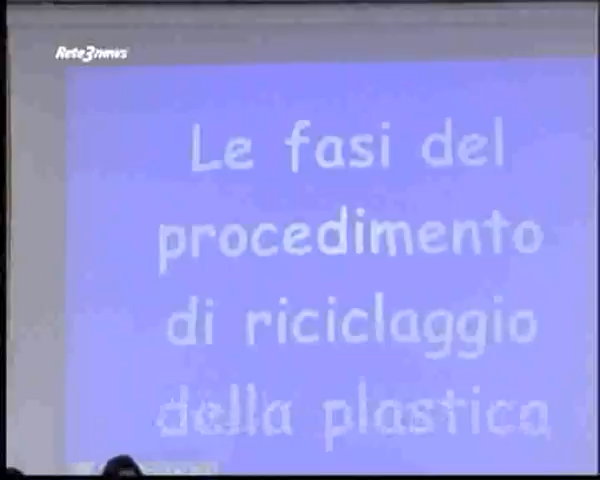 Rete3news
Le fasi del
procedimento
di riciclaggio
della plastica